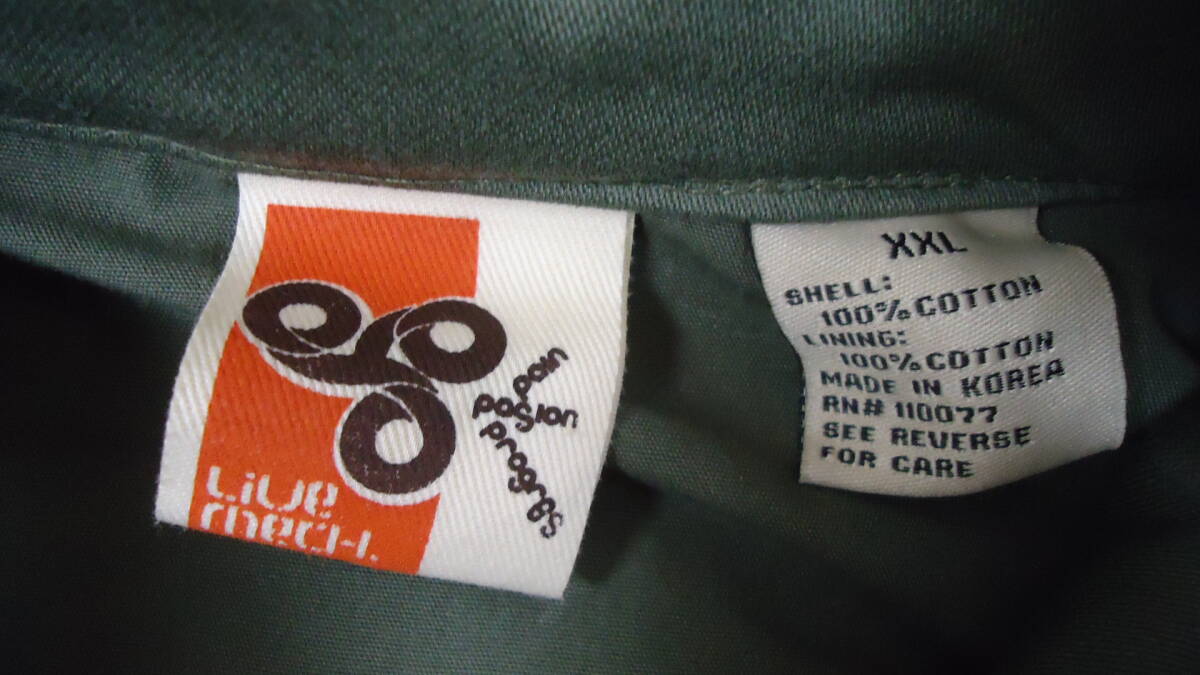 Live
mech.
pain
passion
progress
XXL
SHELL:
100% COTTON
LINING:
100% COTTON
MADE IN KOREA
RN# 110077
SEE REVERSE
FOR CARE